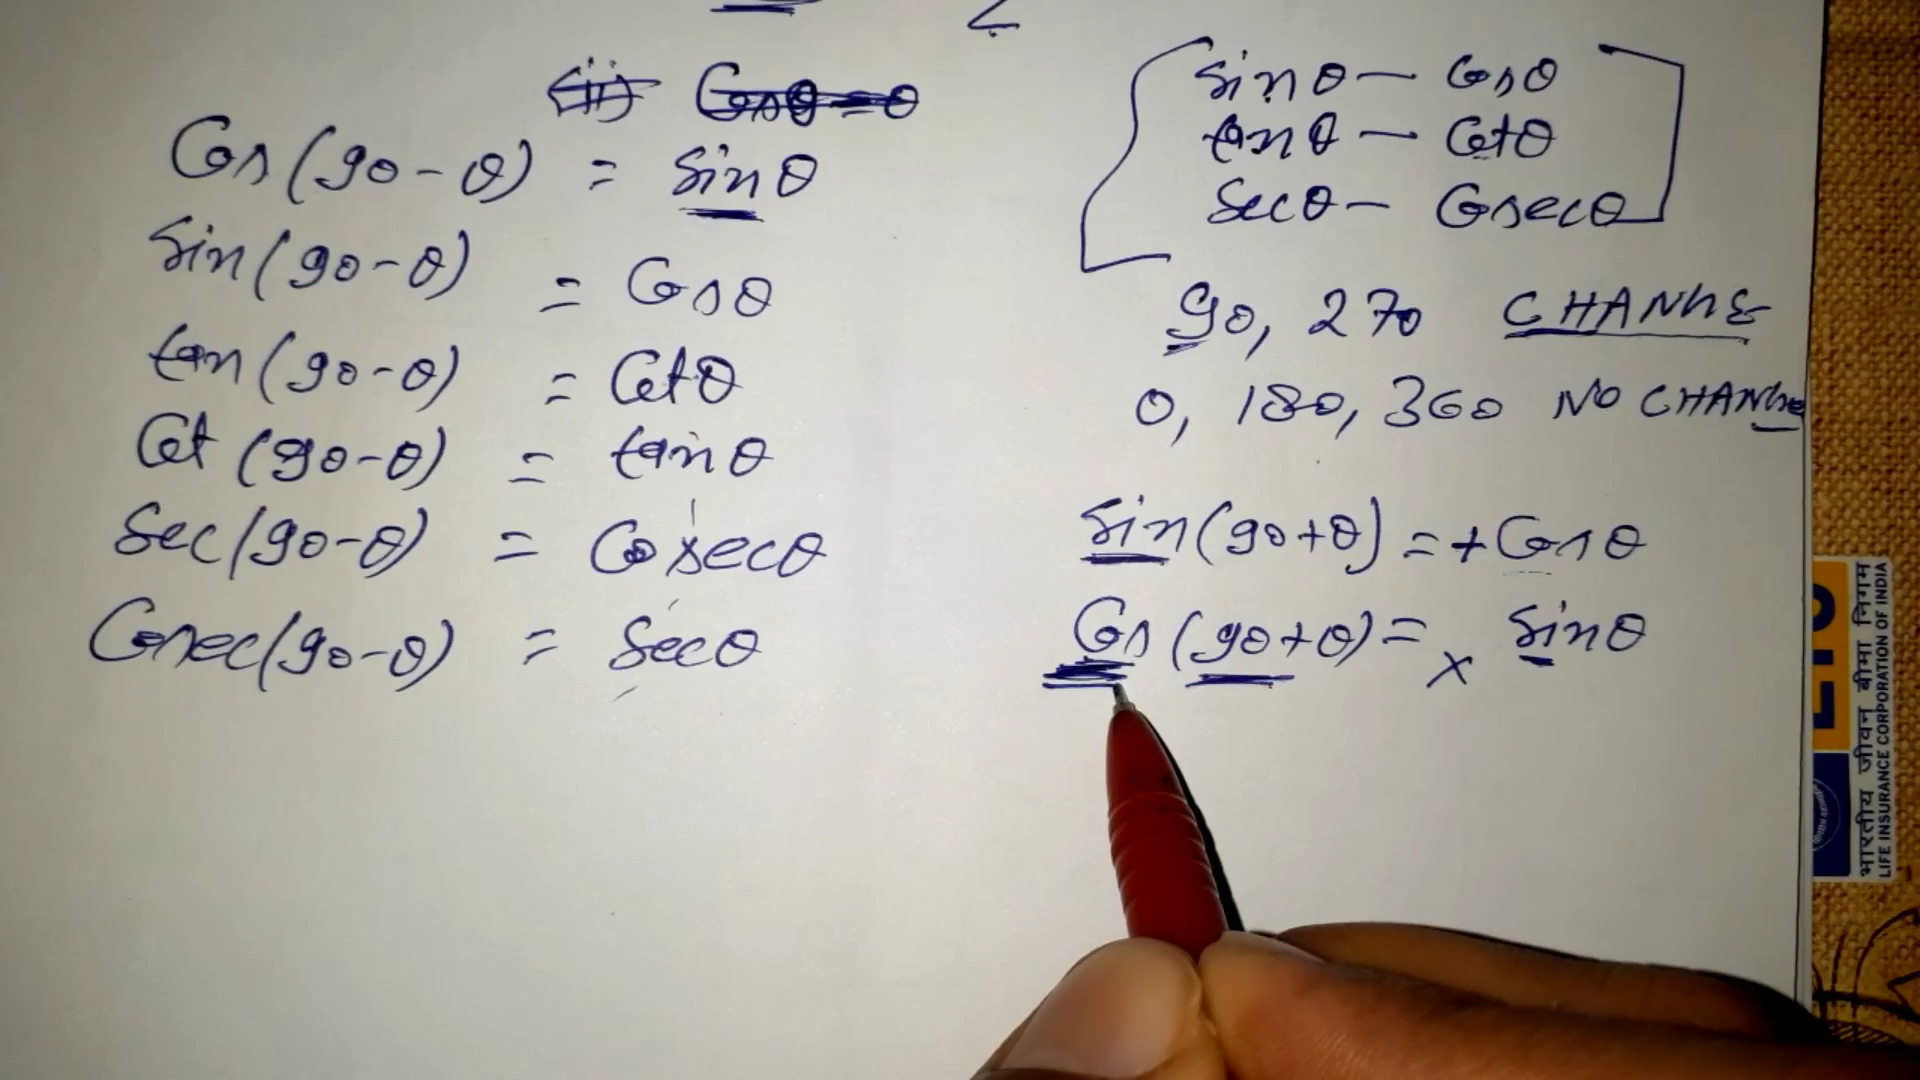 Cos(90-θ) = sinθ
sin(90-θ) = Cosθ
tan(90-θ) = Cotθ
Cot(90-θ) = tanθ
Sec(90-θ) = Cosecθ
Cosec(90-θ) = Secθ
sinθ — Cosθ
tanθ — Cotθ
Secθ — Cosecθ
90, 270 CHANGE
0, 180, 360 NO CHANGE
sin(90+θ) = +Cosθ
Cos(90+θ) = x sinθ
भारतीय जीवन बीमा निगम
LIFE INSURANCE CORPORATION OF INDIA
LIC